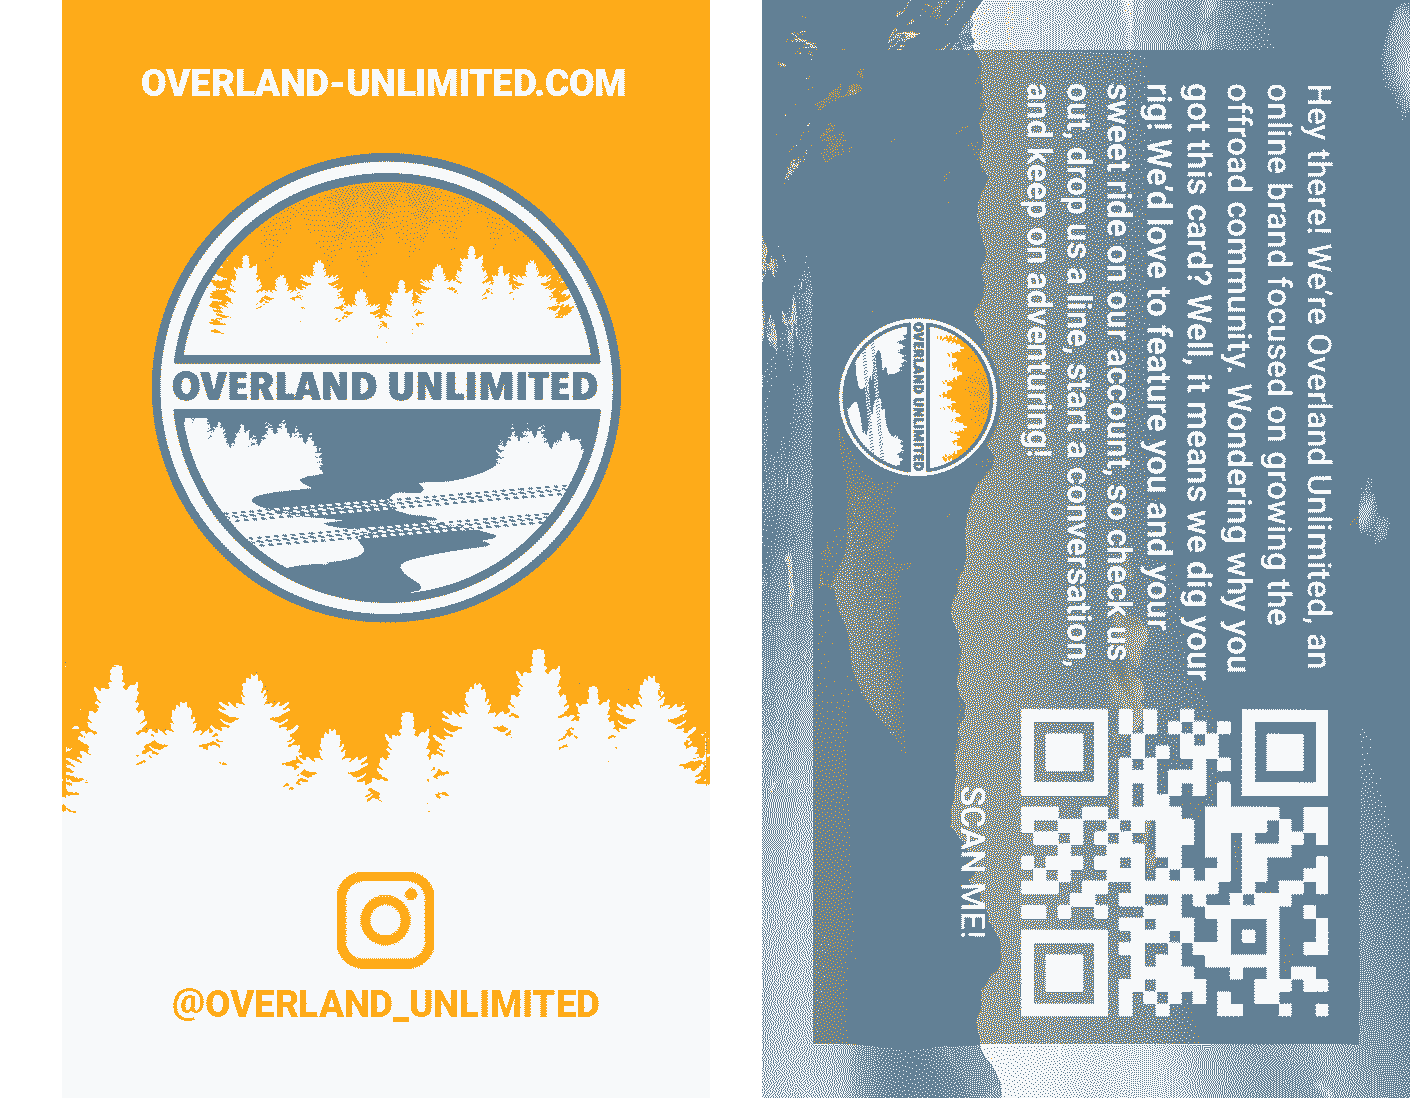 OVERLAND-UNLIMITED.COM
OVERLAND UNLIMITED
@OVERLAND_UNLIMITED
Hey there! We're Overland Unlimited, an
online brand focused on growing the
offroad community. Wondering why you
got this card? Well, it means we dig your
rig! We'd love to feature you and your
sweet ride on our account, so check us
out, drop us a line, start a conversation,
and keep on adventuring!
OVERLAND UNLIMITED
SCAN ME!